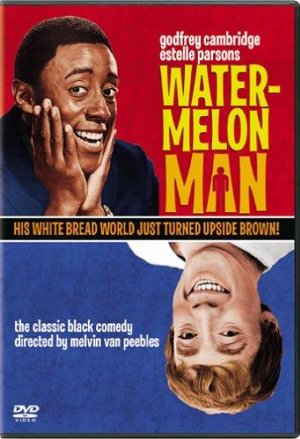 godfrey cambridge
estelle parsons
WATER-
MELON
MAN
HIS WHITE BREAD WORLD JUST TURNED UPSIDE BROWN!
the classic black comedy
directed by melvin van peebles
DVD
VIDEO